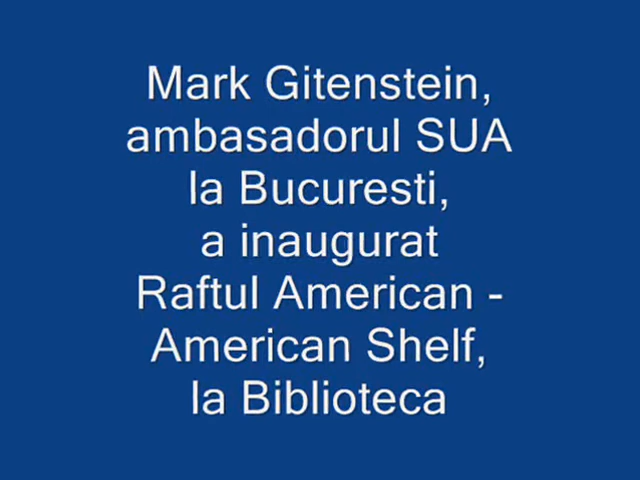 Mark Gitenstein,
ambasadorul SUA
la Bucuresti,
a inaugurat
Raftul American -
American Shelf,
la Biblioteca